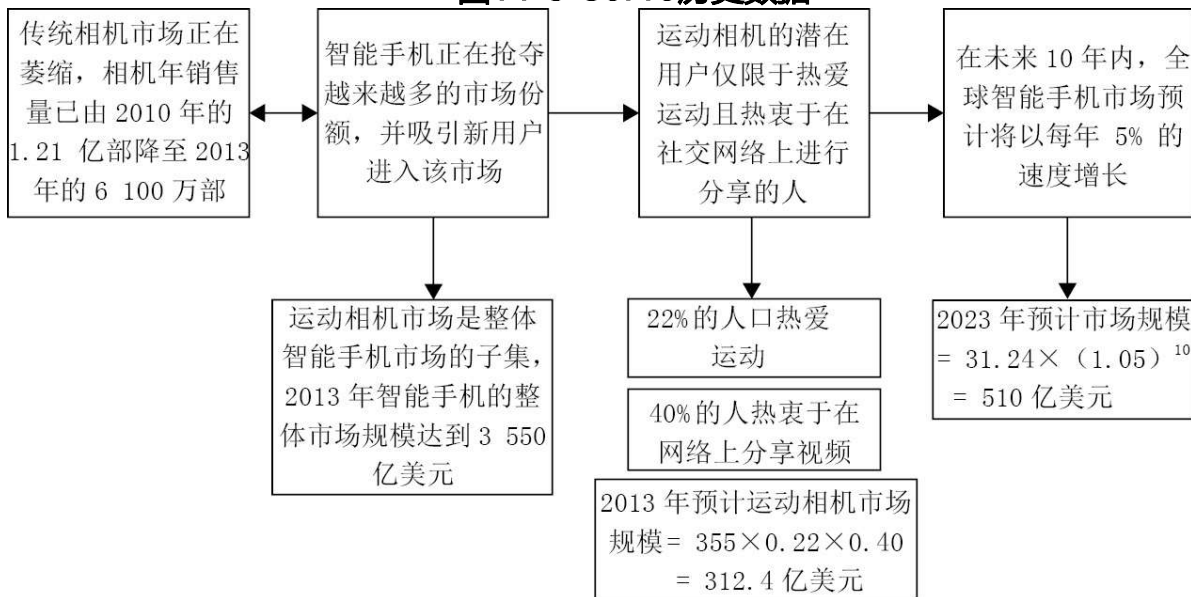 传统相机市场正在
萎缩，相机年销售
量已由 2010 年的
1.21 亿部降至 2013
年的 6 100 万部
智能手机正在抢夺
越来越多的市场份
额，并吸引新用户
进入该市场
运动相机的潜在
用户仅限于热爱
运动且热衷于在
社交网络上进行
分享的人
在未来 10 年内，全
球智能手机市场预
计将以每年 5% 的
速度增长
运动相机市场是整体
智能手机市场的子集，
2013 年智能手机的整
体市场规模达到 3 550
亿美元
22%的人口热爱
运动
40%的人热衷于在
网络上分享视频
2013 年预计运动相机市场
规模= 355×0.22×0.40
= 312.4 亿美元
2023 年预计市场规模
= 31.24×（1.05）10
= 510 亿美元